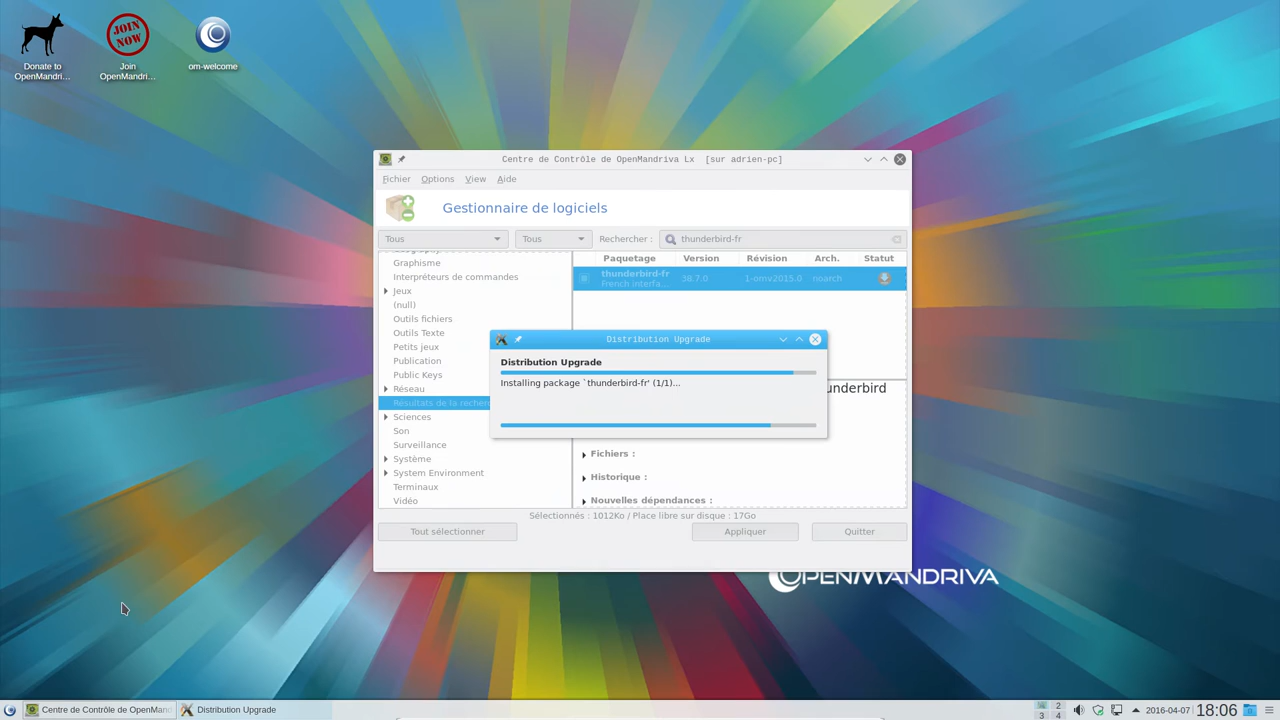 Donate to
OpenMandri...
JOIN
NOW
Join
OpenMandri...
om-welcome
Centre de Contrôle de OpenMandriva Lx [sur adrien-pc]
Fichier Options View Aide
Gestionnaire de logiciels
Tous Tous Rechercher : thunderbird-fr
Graphisme
Interpréteurs de commandes
Jeux
(null)
Outils fichiers
Outils Texte
Petits jeux
Publication
Public Keys
Réseau
Résultats de la recher
Sciences
Son
Surveillance
Système
System Environment
Terminaux
Vidéo
Paquetage Version Révision Arch. Statut
thunderbird-fr 38.7.0 1-omv2015.0 noarch
French interfa...
underbird
Distribution Upgrade
Distribution Upgrade
Installing package `thunderbird-fr' (1/1)...
Fichiers :
Historique :
Nouvelles dépendances :
Sélectionnés : 1012Ko / Place libre sur disque : 17Go
Tout sélectionner Appliquer Quitter
OPENMANDRIVA
Centre de Contrôle de OpenMand
Distribution Upgrade
2
3 4
2016-04-07 18:06